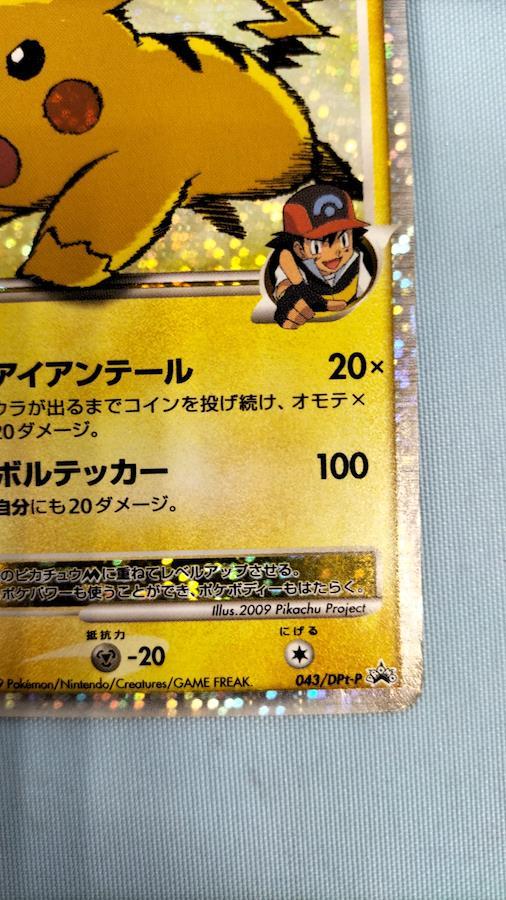 アイアンテール 20×
ウラが出るまでコインを投げ続け、オモテ×
20ダメージ。
ボルテッカー 100
自分にも20ダメージ。
のピカチュウMに重ねてレベルアップさせる。
ポケパワーも使うことができ、ポケボディーもはたらく。
Illus.2009 Pikachu Project
抵抗力 にげる
-20
9 Pokémon/Nintendo/Creatures/GAME FREAK. 043/DPt-P